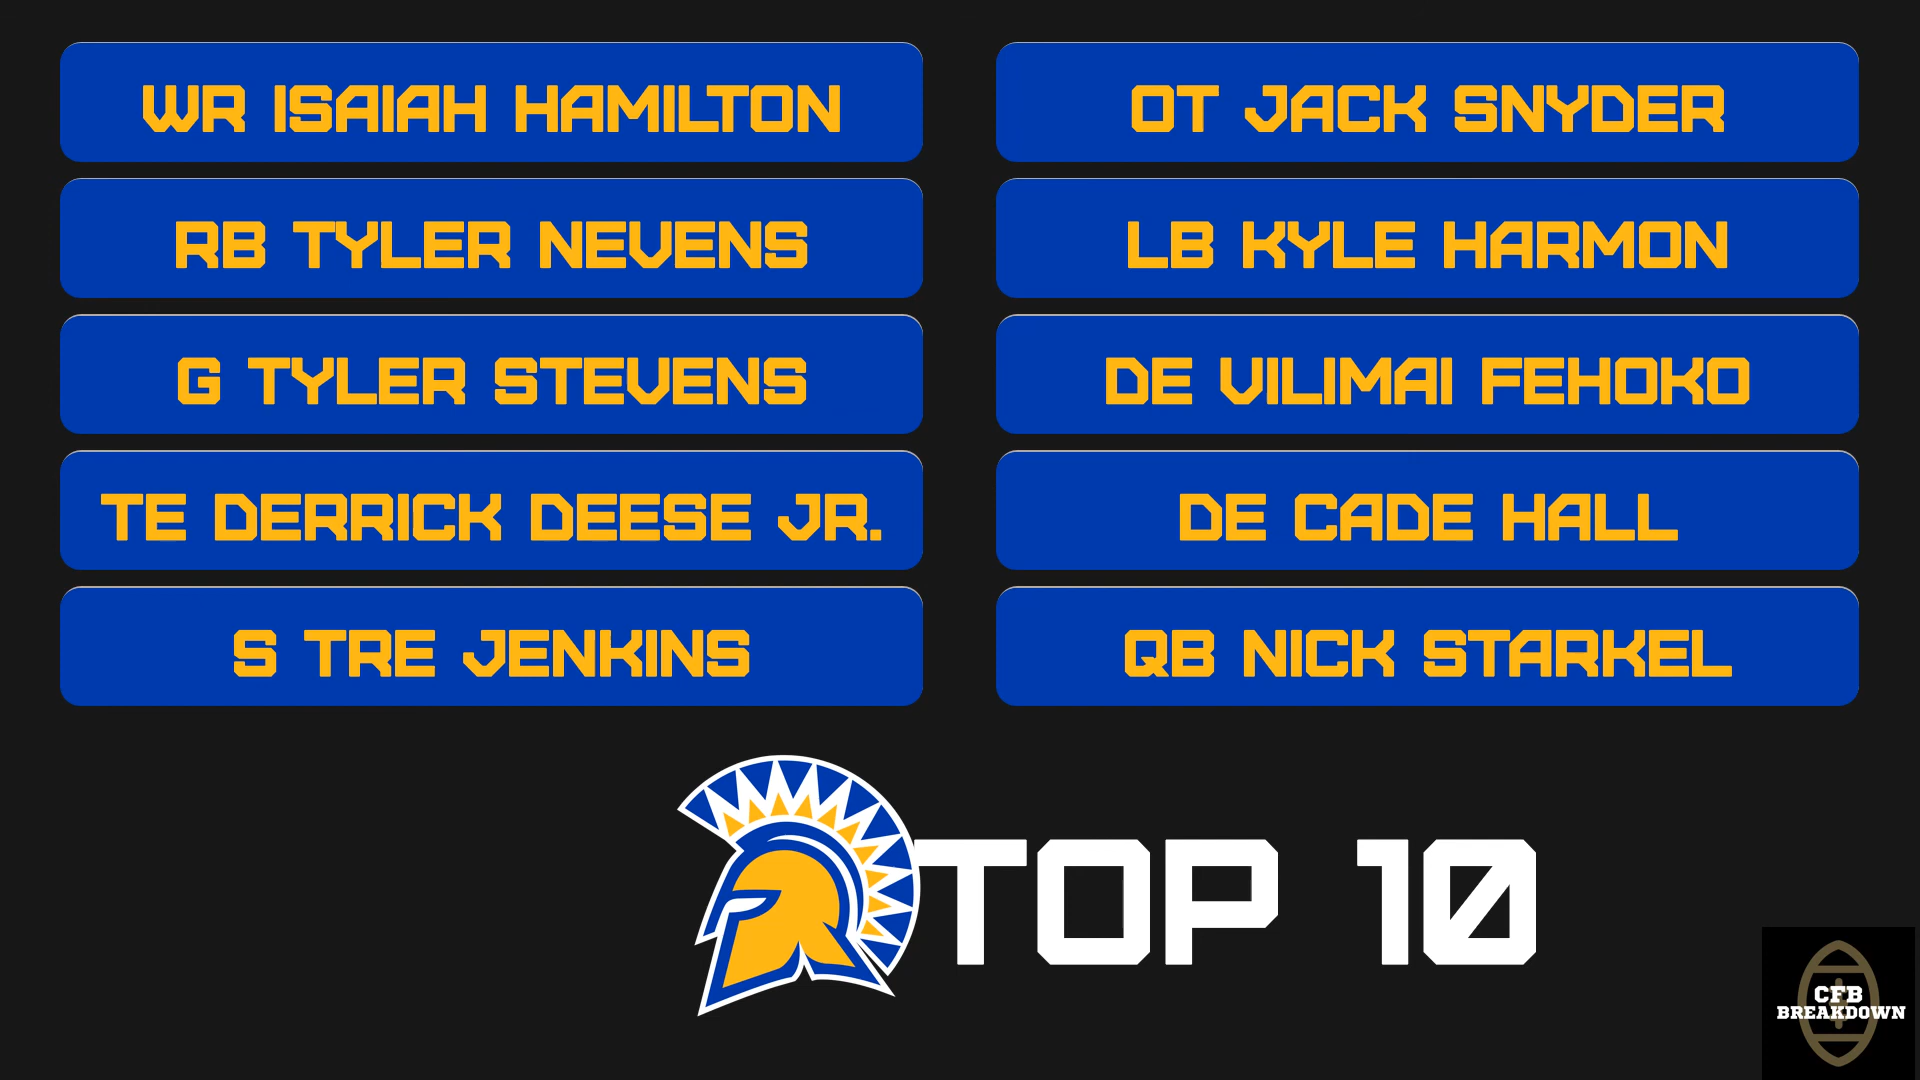 WR ISAIAH HAMILTON
RB TYLER NEVENS
G TYLER STEVENS
TE DERRICK DEESE JR.
S TRE JENKINS
OT JACK SNYDER
LB KYLE HARMON
DE VILIMAI FEHOKO
DE CADE HALL
QB NICK STARKEL
TOP 10
CFB
BREAKDOWN